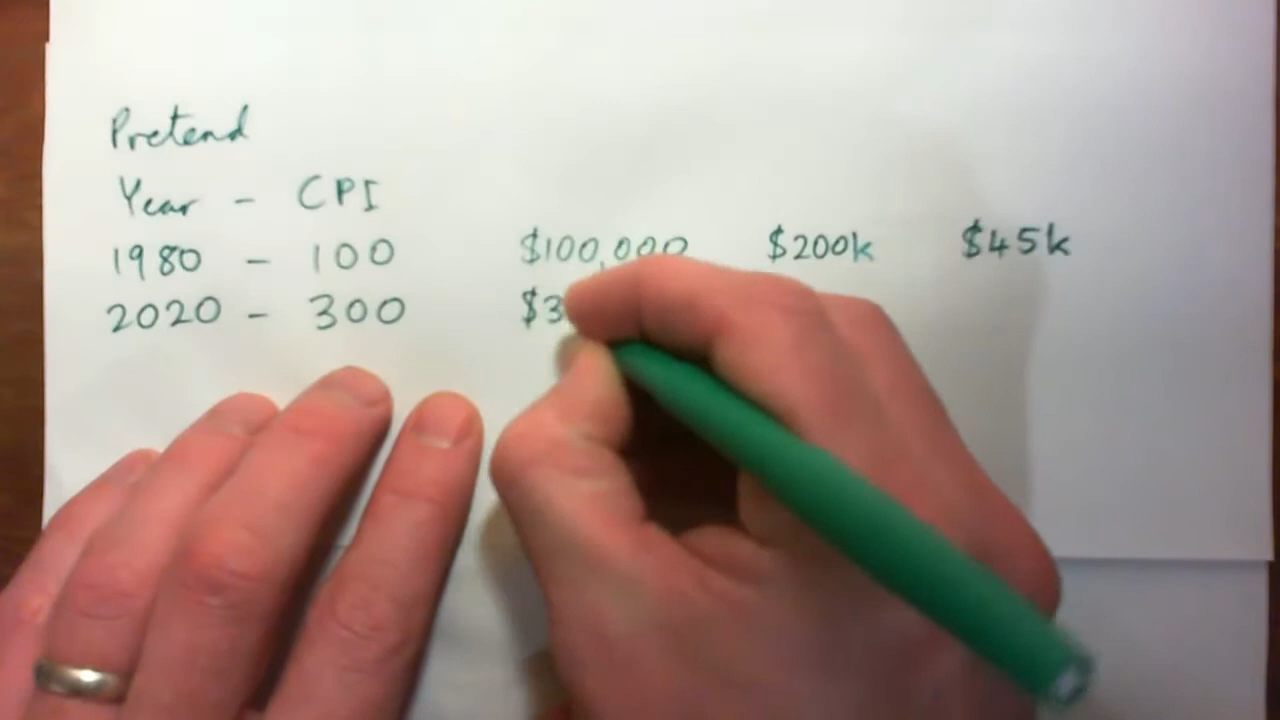 Pretend
Year - CPI
1980 - 100 $100,000 $200k $45k
2020 - 300 $3